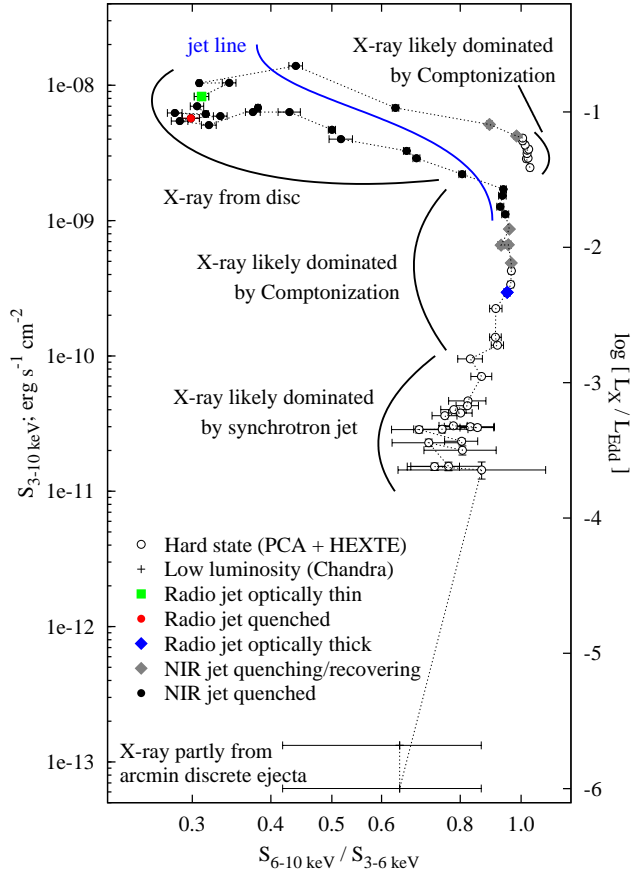 jet line
X-ray likely dominated
by Comptonization
1e-08
1e-09
1e-10
1e-11
1e-12
1e-13
S3-10 keV; erg s-1 cm-2
-1
-2
-3
-4
-5
-6
log [ LX / LEdd ]
X-ray from disc
X-ray likely dominated
by Comptonization
X-ray likely dominated
by synchrotron jet
Hard state (PCA + HEXTE)
Low luminosity (Chandra)
Radio jet optically thin
Radio jet quenched
Radio jet optically thick
NIR jet quenching/recovering
NIR jet quenched
X-ray partly from
arcmin discrete ejecta
0.3 0.4 0.5 0.6 0.8 1.0
S6-10 keV / S3-6 keV